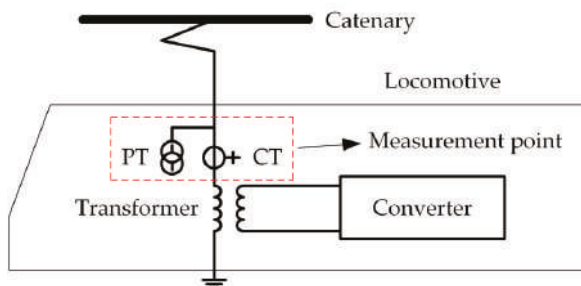 Catenary
Locomotive
PT
CT
Measurement point
Transformer
Converter